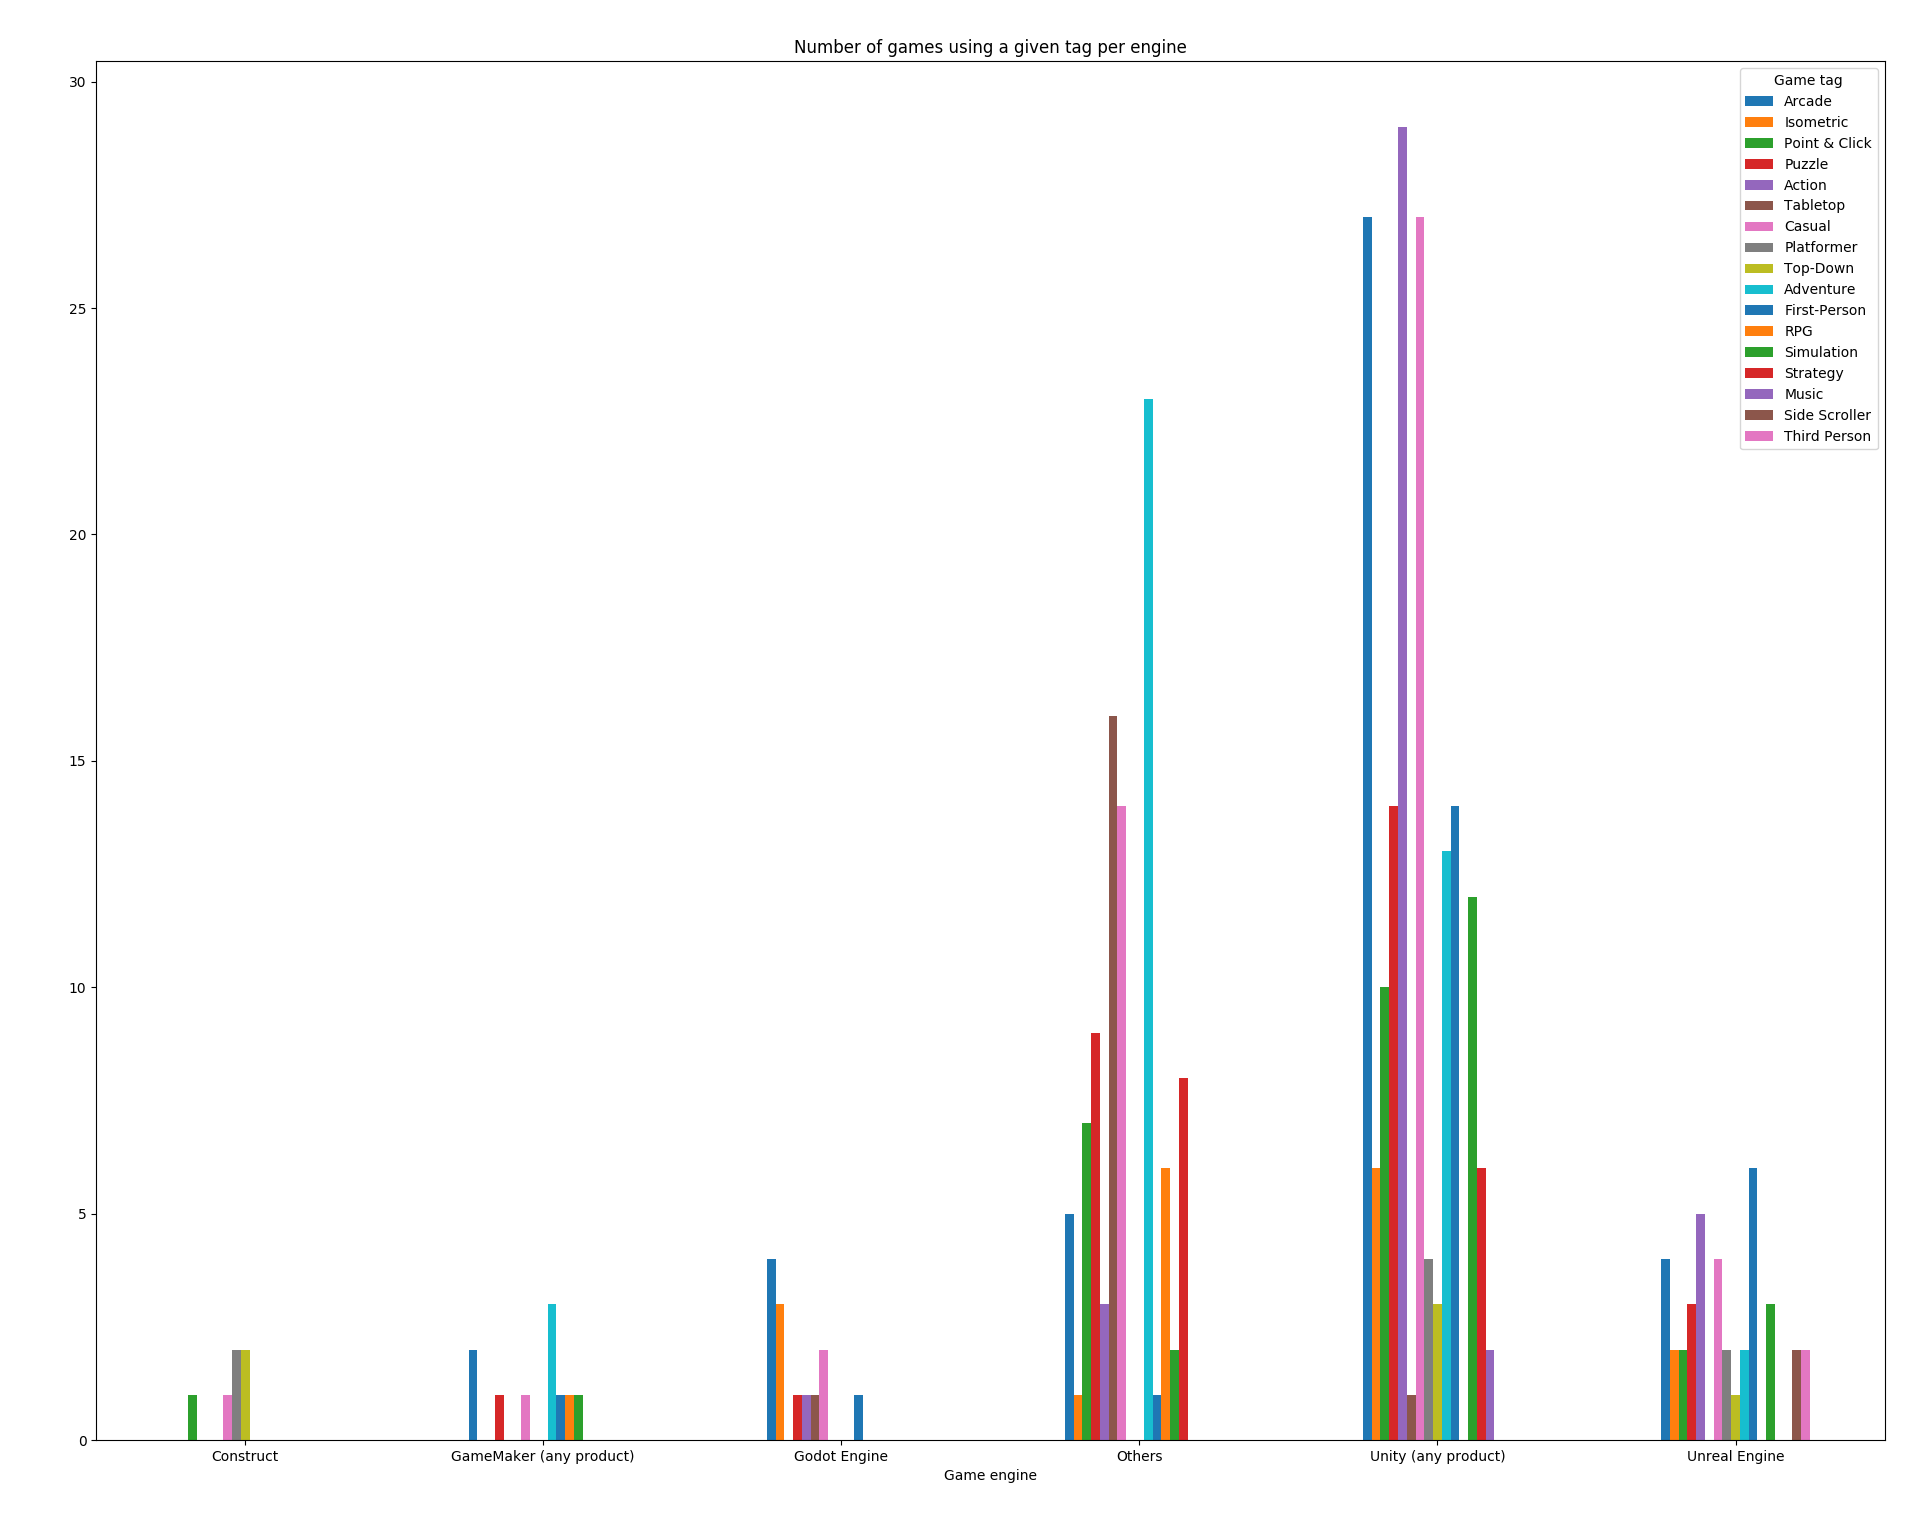 Number of games using a given tag per engine
30
25
20
15
10
5
0
Game tag
Arcade
Isometric
Point & Click
Puzzle
Action
Tabletop
Casual
Platformer
Top-Down
Adventure
First-Person
RPG
Simulation
Strategy
Music
Side Scroller
Third Person
Construct
GameMaker (any product)
Godot Engine
Others
Unity (any product)
Unreal Engine
Game engine